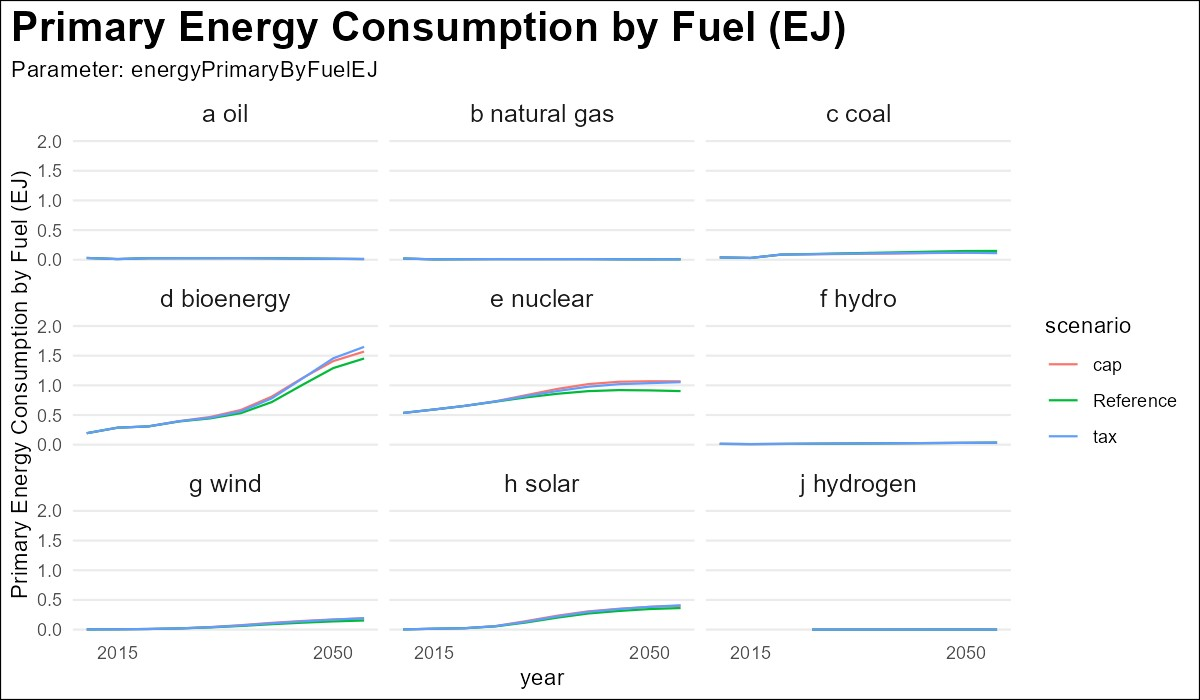 Primary Energy Consumption by Fuel (EJ)
Parameter: energyPrimaryByFuelEJ
a oil
b natural gas
c coal
2.0
1.5
1.0
0.5
0.0
d bioenergy
e nuclear
f hydro
2.0
1.5
1.0
0.5
0.0
g wind
h solar
j hydrogen
2.0
1.5
1.0
0.5
0.0
2015
2050
2015
2050
2015
2050
year
Primary Energy Consumption by Fuel (EJ)
scenario
cap
Reference
tax